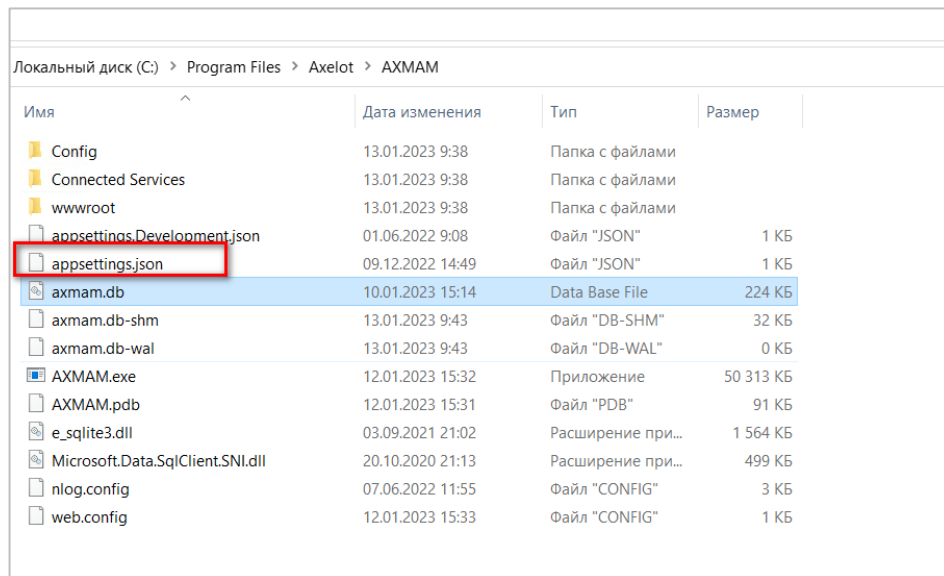 Локальный диск (C:) > Program Files > Axelot > AXMAM
Имя Дата изменения Тип Размер
Config 13.01.2023 9:38 Папка с файлами
Connected Services 13.01.2023 9:38 Папка с файлами
wwwroot 13.01.2023 9:38 Папка с файлами
appsettings.Development.json 01.06.2022 9:08 Файл "JSON" 1 КБ
appsettings.json 09.12.2022 14:49 Файл "JSON" 1 КБ
axmam.db 10.01.2023 15:14 Data Base File 224 КБ
axmam.db-shm 13.01.2023 9:43 Файл "DB-SHM" 32 КБ
axmam.db-wal 13.01.2023 9:43 Файл "DB-WAL" 0 КБ
AXMAM.exe 12.01.2023 15:32 Приложение 50 313 КБ
AXMAM.pdb 12.01.2023 15:31 Файл "PDB" 91 КБ
e_sqlite3.dll 03.09.2021 21:02 Расширение при... 1 564 КБ
Microsoft.Data.SqlClient.SNI.dll 20.10.2020 21:13 Расширение при... 499 КБ
nlog.config 07.06.2022 11:55 Файл "CONFIG" 3 КБ
web.config 12.01.2023 15:33 Файл "CONFIG" 1 КБ